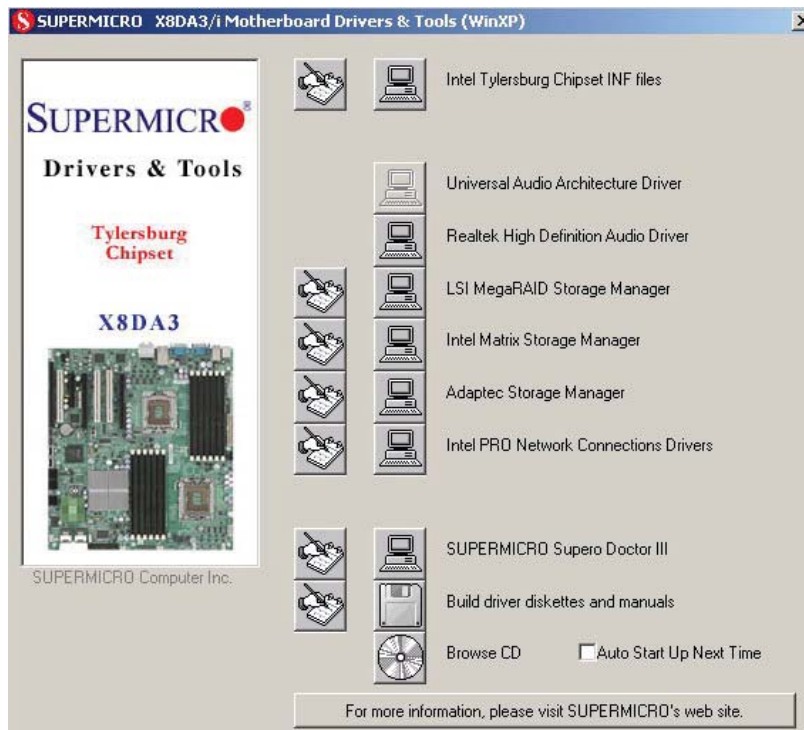 SUPERMICRO X8DA3/i Motherboard Drivers & Tools (WinXP)
SUPERMICRO®
Drivers & Tools
Tylersburg
Chipset
X8DA3
SUPERMICRO Computer Inc.
Intel Tylersburg Chipset INF files
Universal Audio Architecture Driver
Realtek High Definition Audio Driver
LSI MegaRAID Storage Manager
Intel Matrix Storage Manager
Adaptec Storage Manager
Intel PRO Network Connections Drivers
SUPERMICRO Supero Doctor III
Build driver diskettes and manuals
Browse CD Auto Start Up Next Time
For more information, please visit SUPERMICRO's web site.